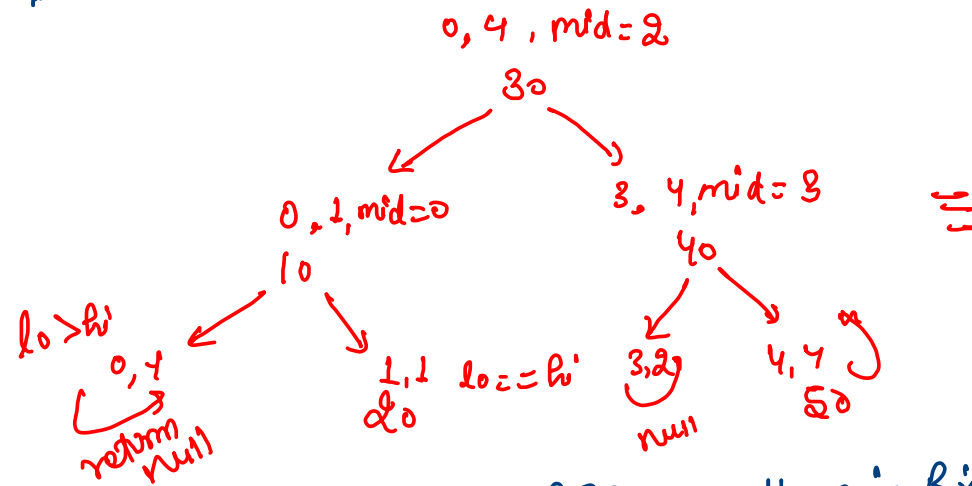 0, 4, mid=2
30
0, 1, mid=0
3, 4, mid=3
10
40
lo>hi
0, 1
1, 1 lo==hi
3,2
4, 4
20
50
return
null
null